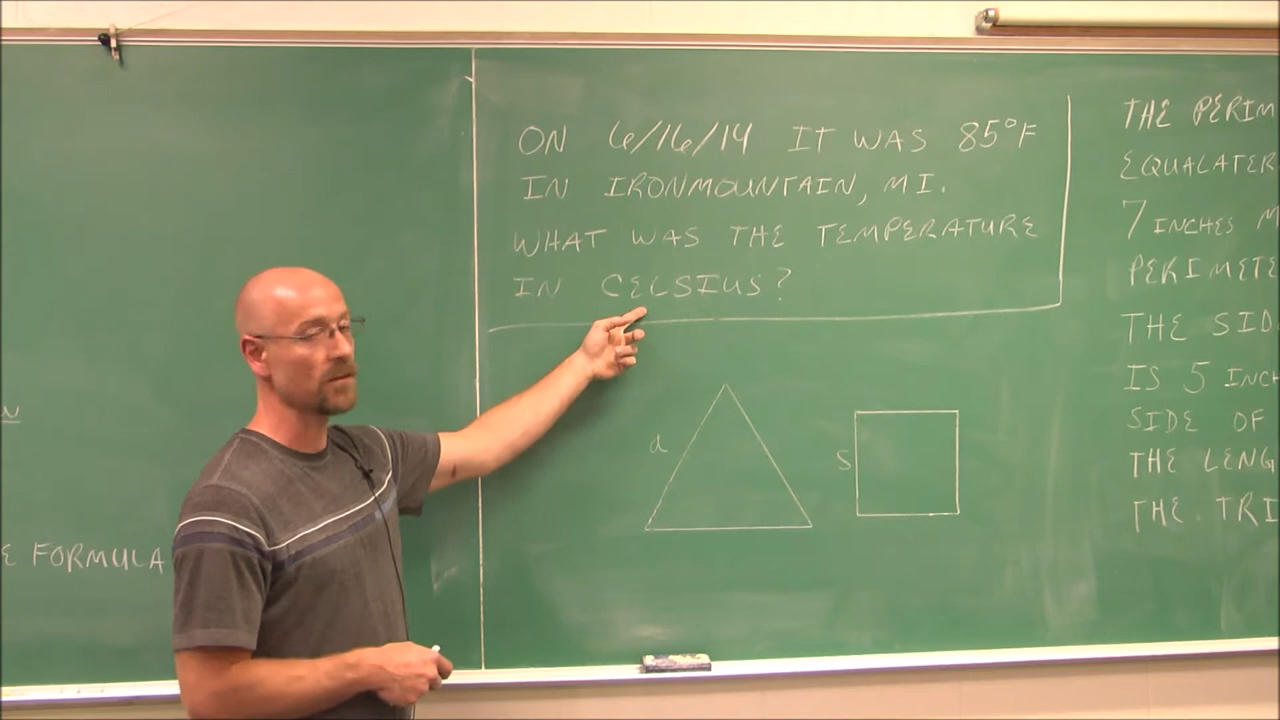 ON 6/16/14 IT WAS 85°F
IN IRONMOUNTAIN, MI.
WHAT WAS THE TEMPERATURE
IN CELSIUS?
a
S
E FORMULA
THE PERIM
EQUALATER
7 INCHES M
PERIMETE
THE SID
IS 5 INCH
SIDE OF
THE LENG
THE TRI